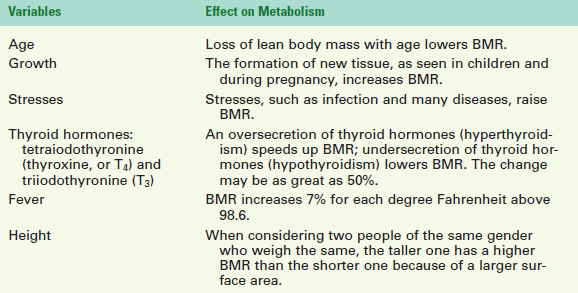 Variables Effect on Metabolism
Age Loss of lean body mass with age lowers BMR.
Growth The formation of new tissue, as seen in children and
during pregnancy, increases BMR.
Stresses Stresses, such as infection and many diseases, raise
BMR.
Thyroid hormones: An oversecretion of thyroid hormones (hyperthyroid-
tetraiodothyronine ism) speeds up BMR; undersecretion of thyroid hor-
(thyroxine, or T₄) and mones (hypothyroidism) lowers BMR. The change
triiodothyronine (T₃) may be as great as 50%.
Fever BMR increases 7% for each degree Fahrenheit above
98.6.
Height When considering two people of the same gender
who weigh the same, the taller one has a higher
BMR than the shorter one because of a larger sur-
face area.